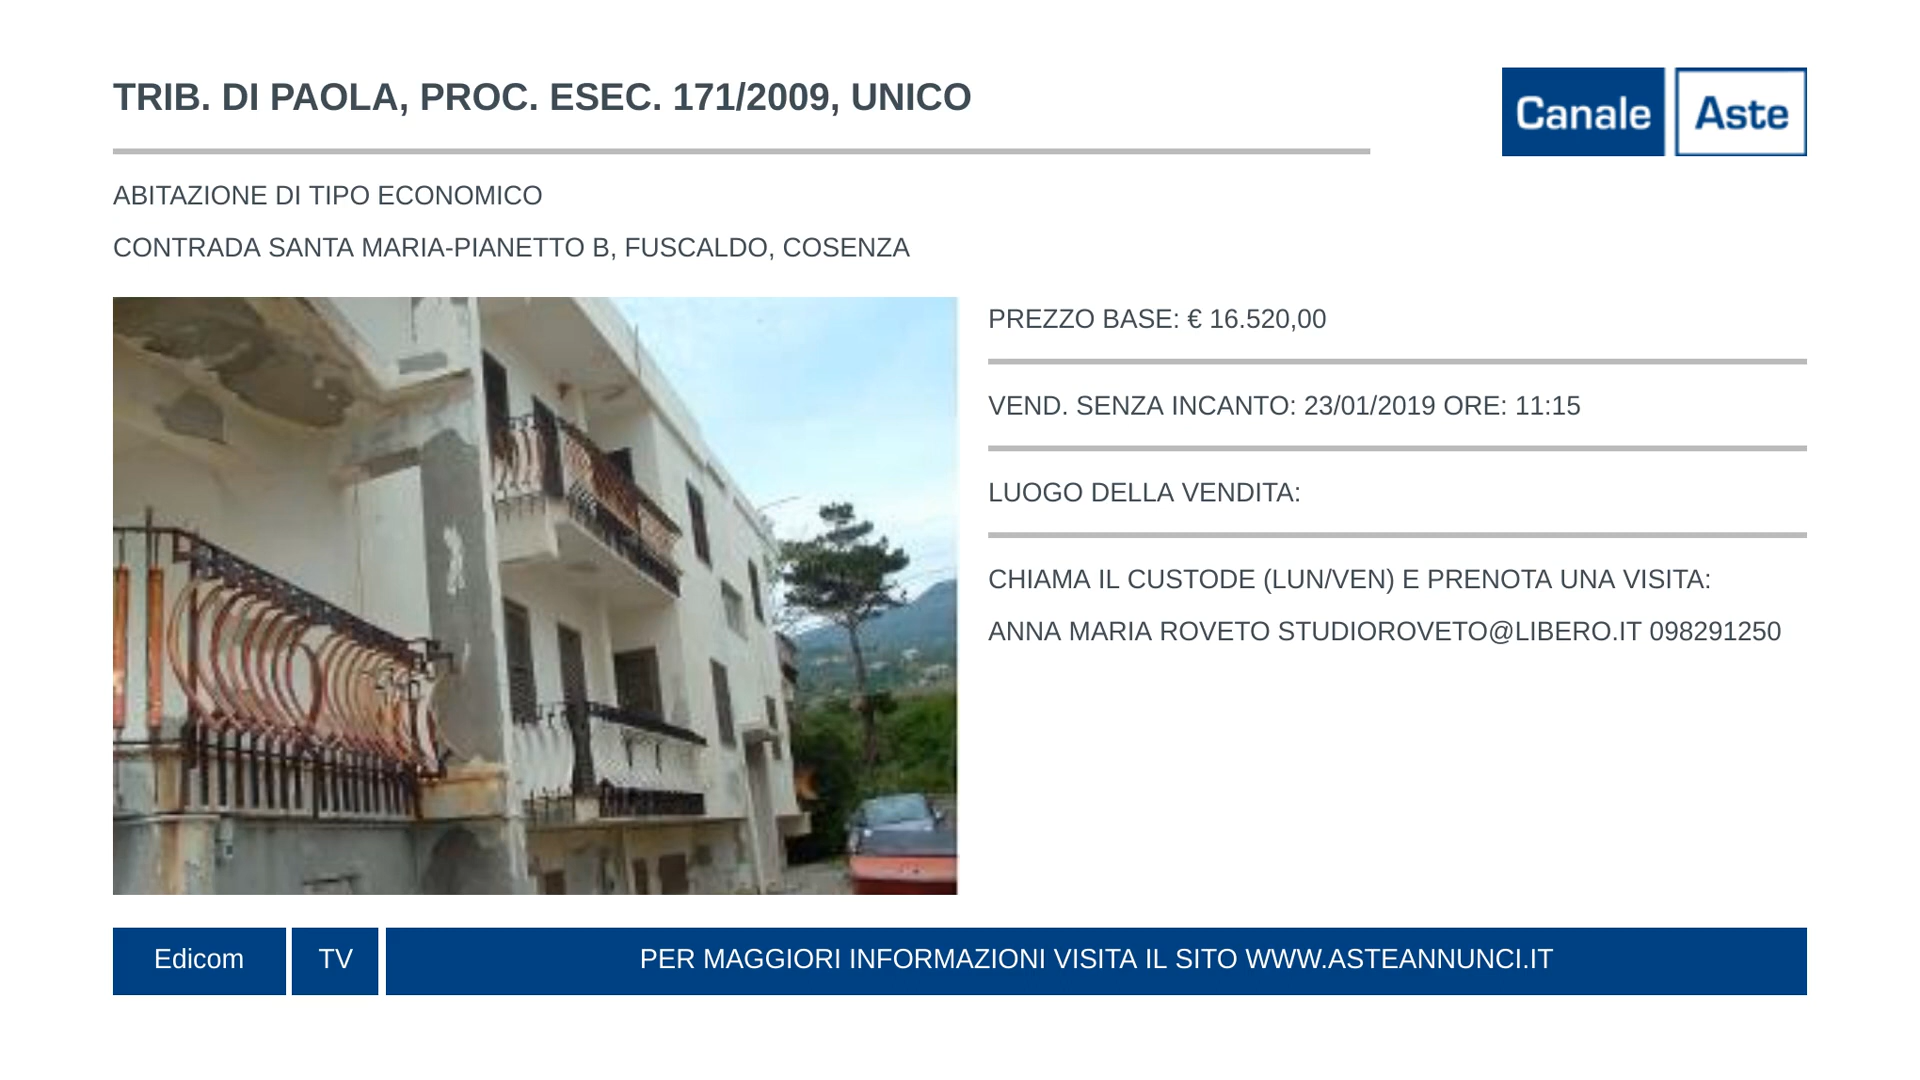 TRIB. DI PAOLA, PROC. ESEC. 171/2009, UNICO
Canale Aste
ABITAZIONE DI TIPO ECONOMICO
CONTRADA SANTA MARIA-PIANETTO B, FUSCALDO, COSENZA
PREZZO BASE: € 16.520,00
VEND. SENZA INCANTO: 23/01/2019 ORE: 11:15
LUOGO DELLA VENDITA:
CHIAMA IL CUSTODE (LUN/VEN) E PRENOTA UNA VISITA:
ANNA MARIA ROVETO STUDIOROVETO@LIBERO.IT 098291250
Edicom TV PER MAGGIORI INFORMAZIONI VISITA IL SITO WWW.ASTEANNUNCI.IT